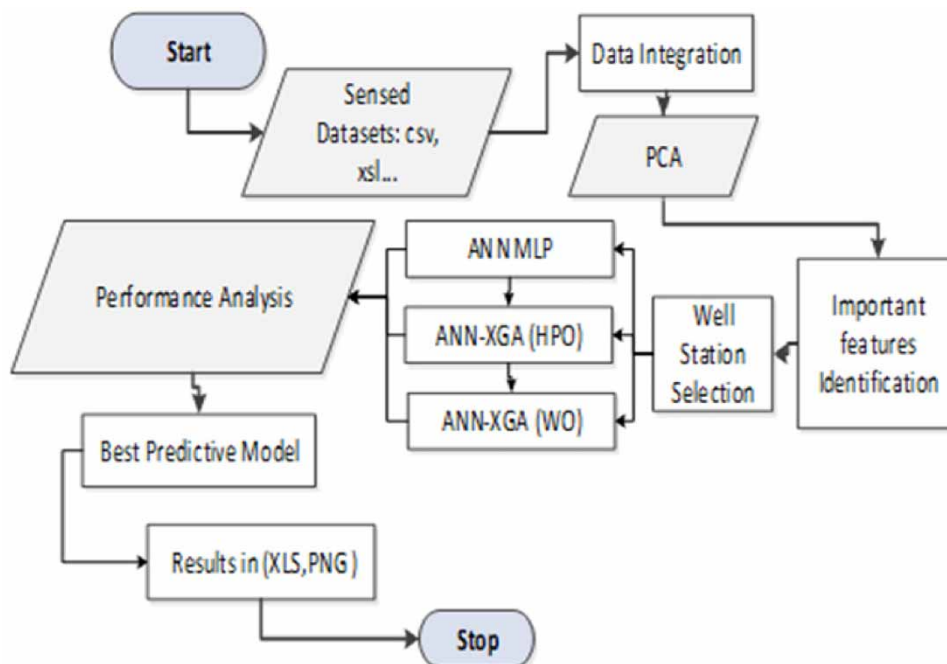 Start
Sensed
Datasets: csv,
xsl...
Data Integration
PCA
Important
features
Identification
Well
Station
Selection
ANN MLP
ANN-XGA (HPO)
ANN-XGA (WO)
Performance Analysis
Best Predictive Model
Results in (XLS,PNG )
Stop